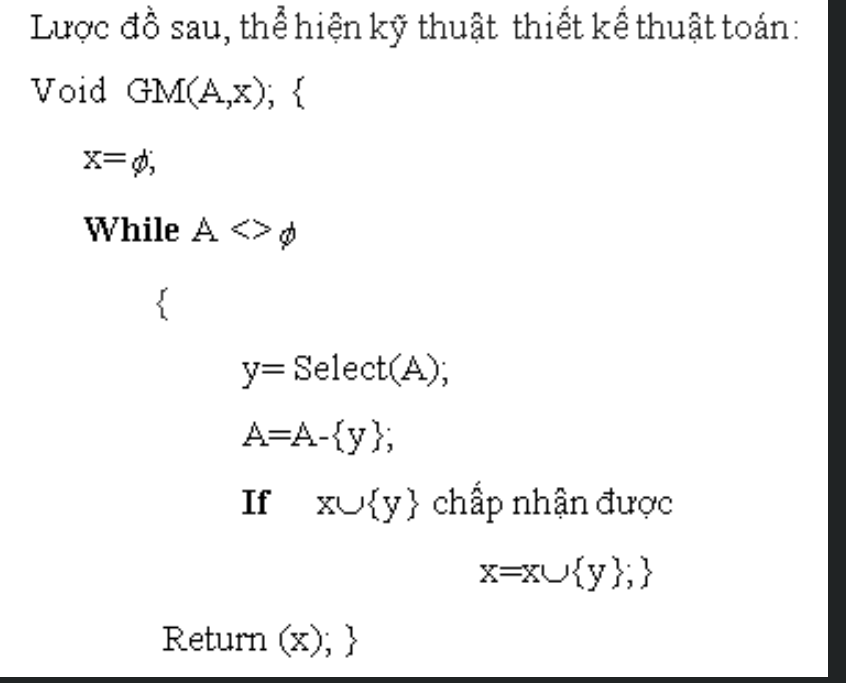 Lược đồ sau, thể hiện kỹ thuật thiết kế thuật toán:
Void GM(A,x); {
x=ϕ;
While A <> ϕ
{
y= Select(A);
A=A-{y};
If x∪{y} chấp nhận được
x=x∪{y};}
Return (x); }